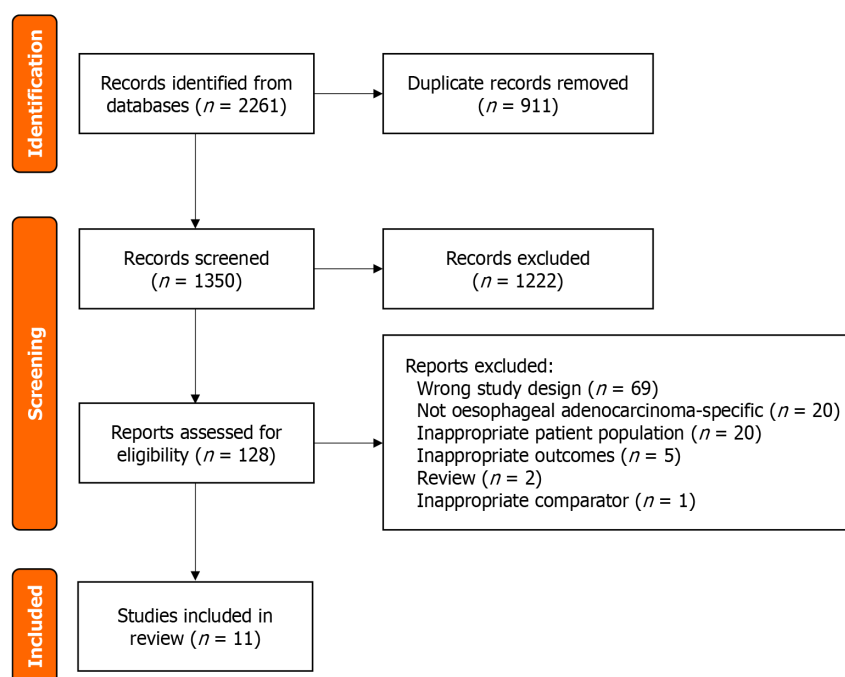 Identification
Records identified from
databases (n = 2261)
Duplicate records removed
(n = 911)
Screening
Records screened
(n = 1350)
Records excluded
(n = 1222)
Reports assessed for
eligibility (n = 128)
Reports excluded:
Wrong study design (n = 69)
Not oesophageal adenocarcinoma-specific (n = 20)
Inappropriate patient population (n = 20)
Inappropriate outcomes (n = 5)
Review (n = 2)
Inappropriate comparator (n = 1)
Included
Studies included in
review (n = 11)